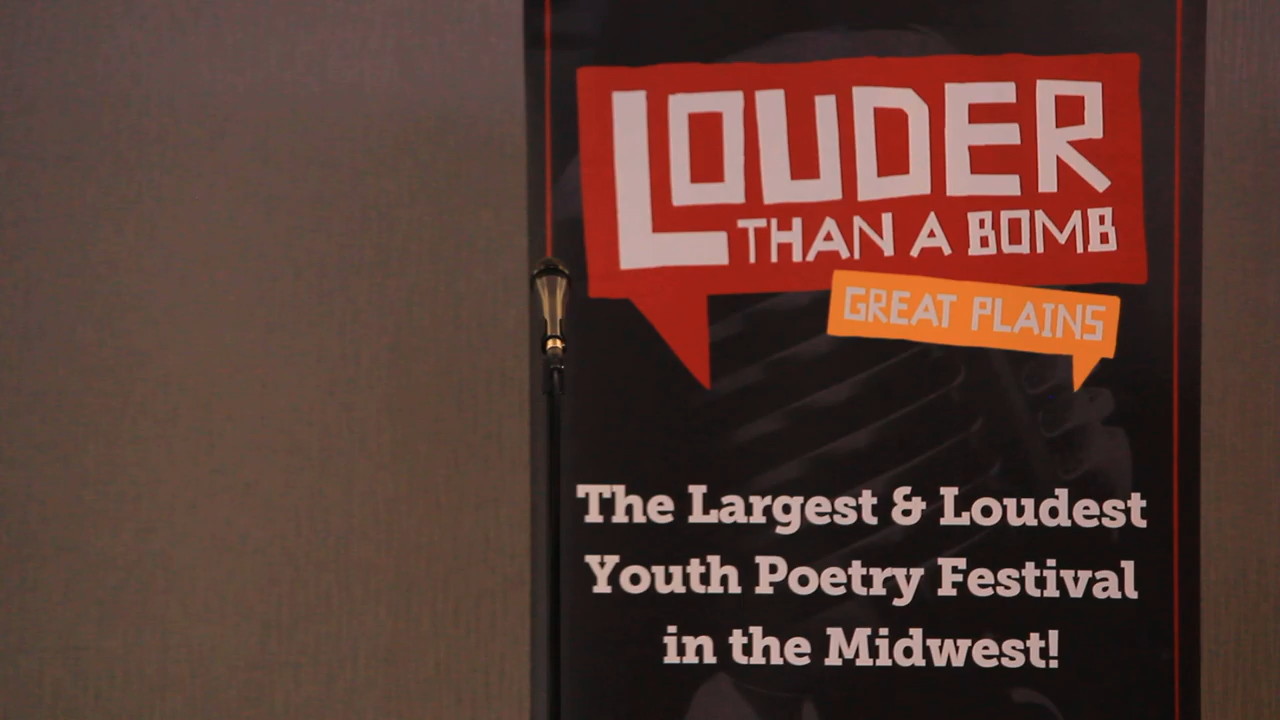 LOUDER
THAN A BOMB
GREAT PLAINS
The Largest & Loudest
Youth Poetry Festival
in the Midwest!